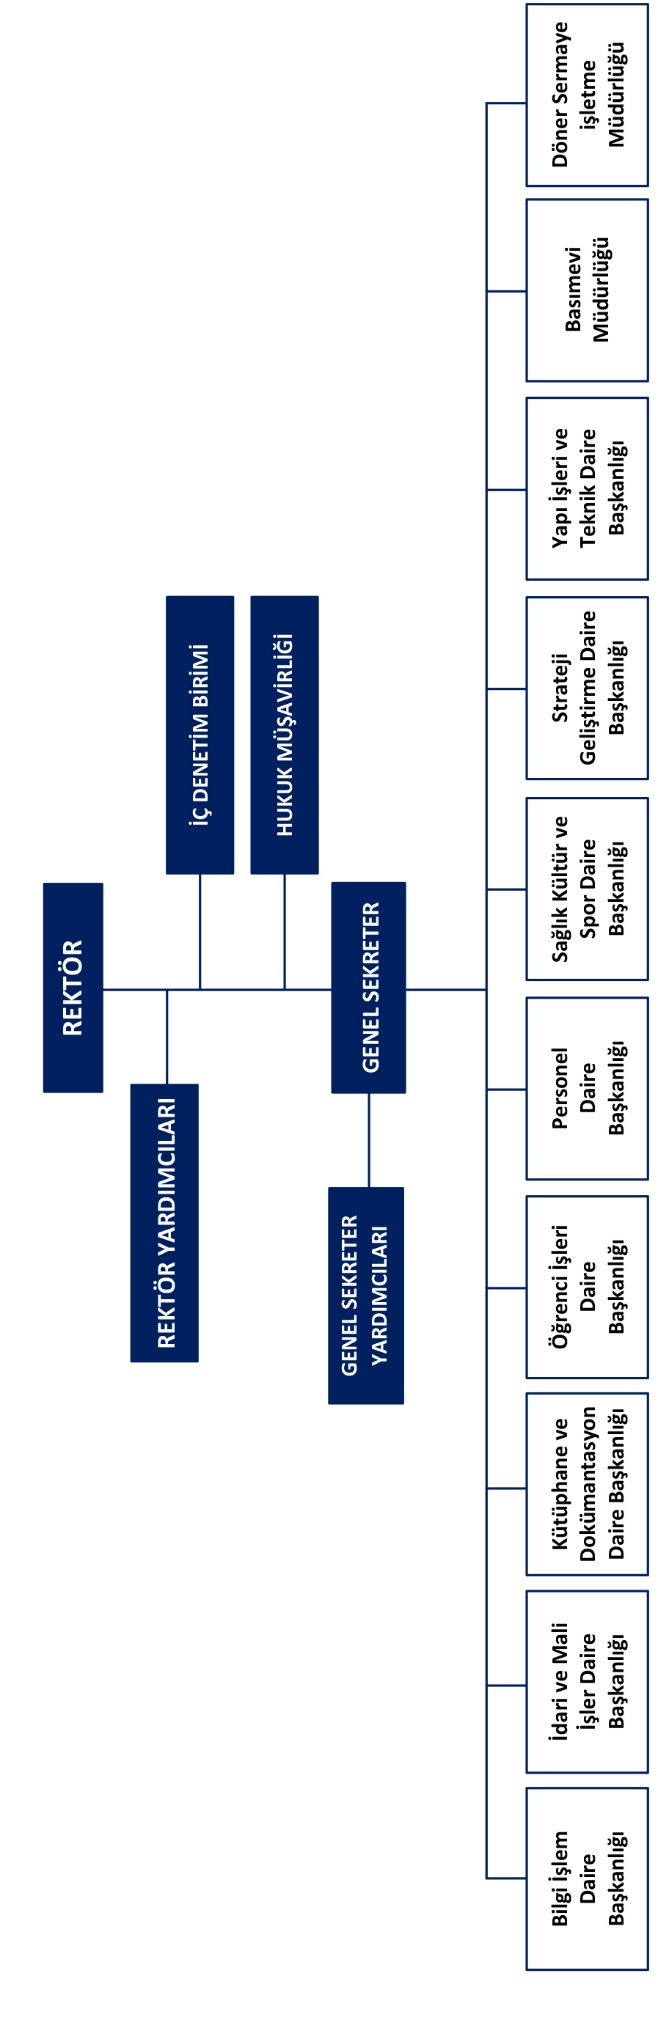 REKTÖR
REKTÖR YARDIMCILARI
İÇ DENETİM BİRİMİ
HUKUK MÜŞAVİRLİĞİ
GENEL SEKRETER
GENEL SEKRETER
YARDIMCILARI
Bilgi İşlem
Daire
Başkanlığı
İdari ve Mali
İşler Daire
Başkanlığı
Kütüphane ve
Dokümantasyon
Daire Başkanlığı
Öğrenci İşleri
Daire
Başkanlığı
Personel
Daire
Başkanlığı
Sağlık Kültür ve
Spor Daire
Başkanlığı
Strateji
Geliştirme Daire
Başkanlığı
Yapı İşleri ve
Teknik Daire
Başkanlığı
Basımevi
Müdürlüğü
Döner Sermaye
işletme
Müdürlüğü